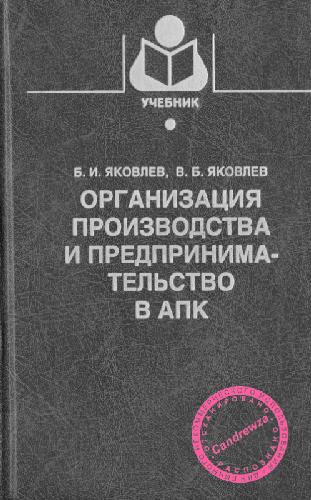 УЧЕБНИК
Б. И. ЯКОВЛЕВ, В. Б. ЯКОВЛЕВ
ОРГАНИЗАЦИЯ
ПРОИЗВОДСТВА
И ПРЕДПРИНИМА-
ТЕЛЬСТВО
В АПК
Candrewza